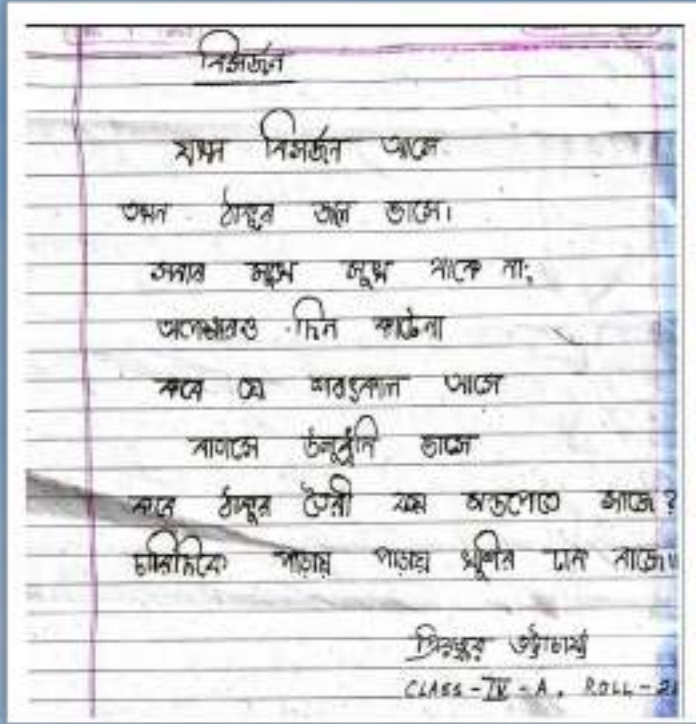 বিসর্জন
যখন বিসর্জন আসে
তখন ঠাকুর জলে ভাসে।
সবার মুখে সুখ থাকে না,
অপেক্ষারও দিন কাটেনা
কবে যে শরৎকাল আসে
বাতাসে উলুধ্বনি ভাসে
কবে ঠাকুর তৈরী হয় মণ্ডপেতে সাজে?
চারিদিকে পাড়ায় পাড়ায় খুশির ঢাক বাজে॥
ভট্টাচার্য্য
CLASS - IV - A. ROLL -